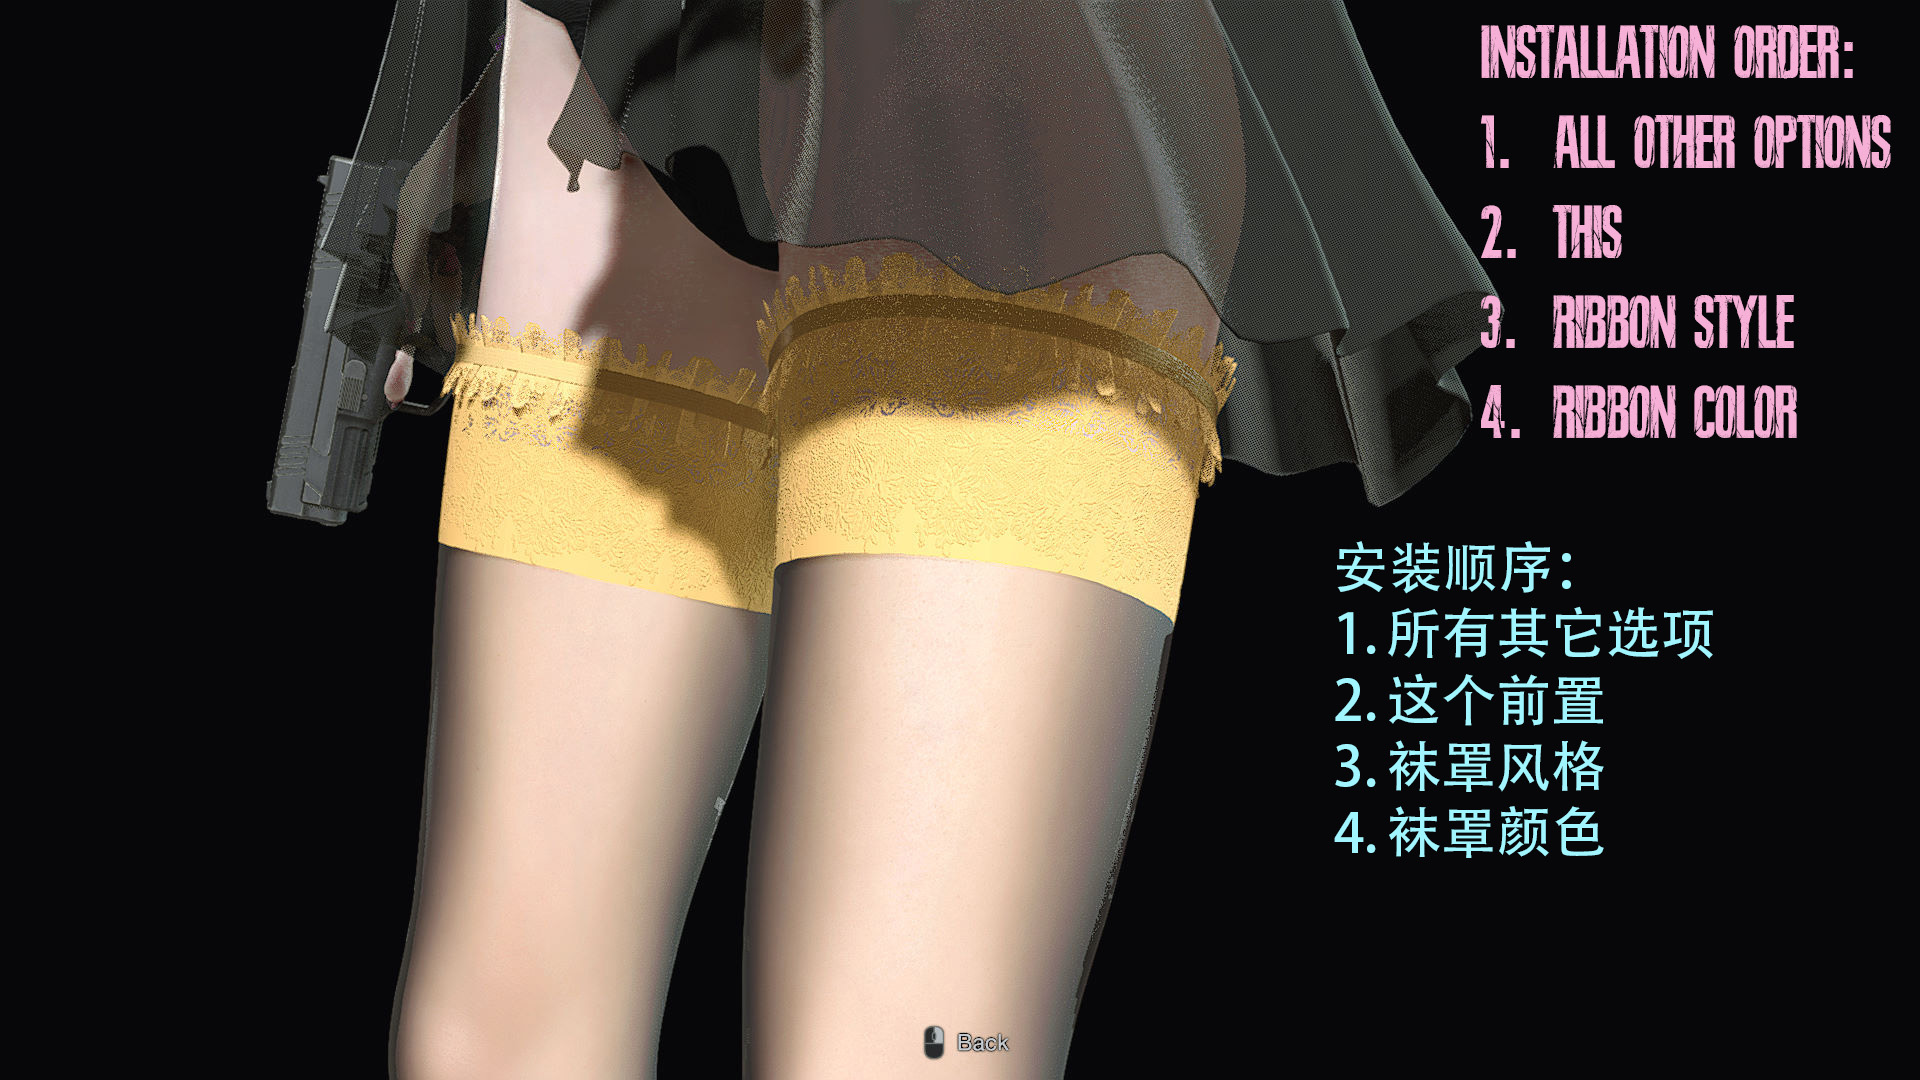 INSTALLATION ORDER:
1. ALL OTHER OPTIONS
2. THIS
3. RIBBON STYLE
4. RIBBON COLOR
安装顺序：
1.所有其它选项
2.这个前置
3.袜罩风格
4.袜罩颜色
Back